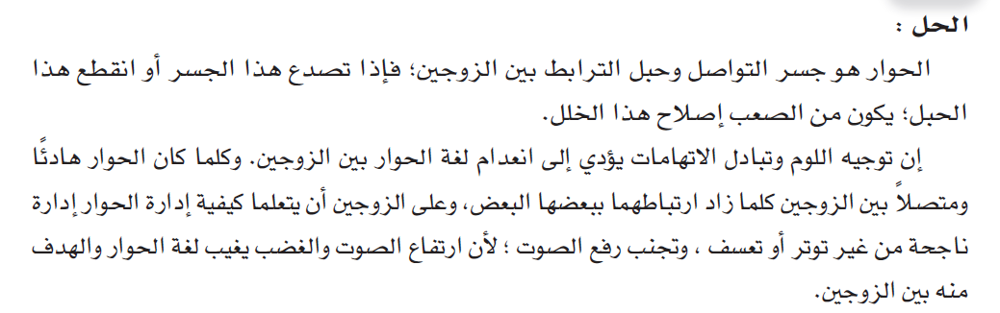 الحل :
الحوار هو جسر التواصل وحبل الترابط بين الزوجين؛ فإذا تصدع هذا الجسر أو انقطع هذا
الحبل؛ يكون من الصعب إصلاح هذا الخلل.
إن توجيه اللوم وتبادل الاتهامات يؤدي إلى انعدام لغة الحوار بين الزوجين. وكلما كان الحوار هادئًا
ومتصلاً بين الزوجين كلما زاد ارتباطهما ببعضها البعض، وعلى الزوجين أن يتعلما كيفية إدارة الحوار إدارة
ناجحة من غير توتر أو تعسف ، وتجنب رفع الصوت ؛ لأن ارتفاع الصوت والغضب يغيب لغة الحوار والهدف
منه بين الزوجين.